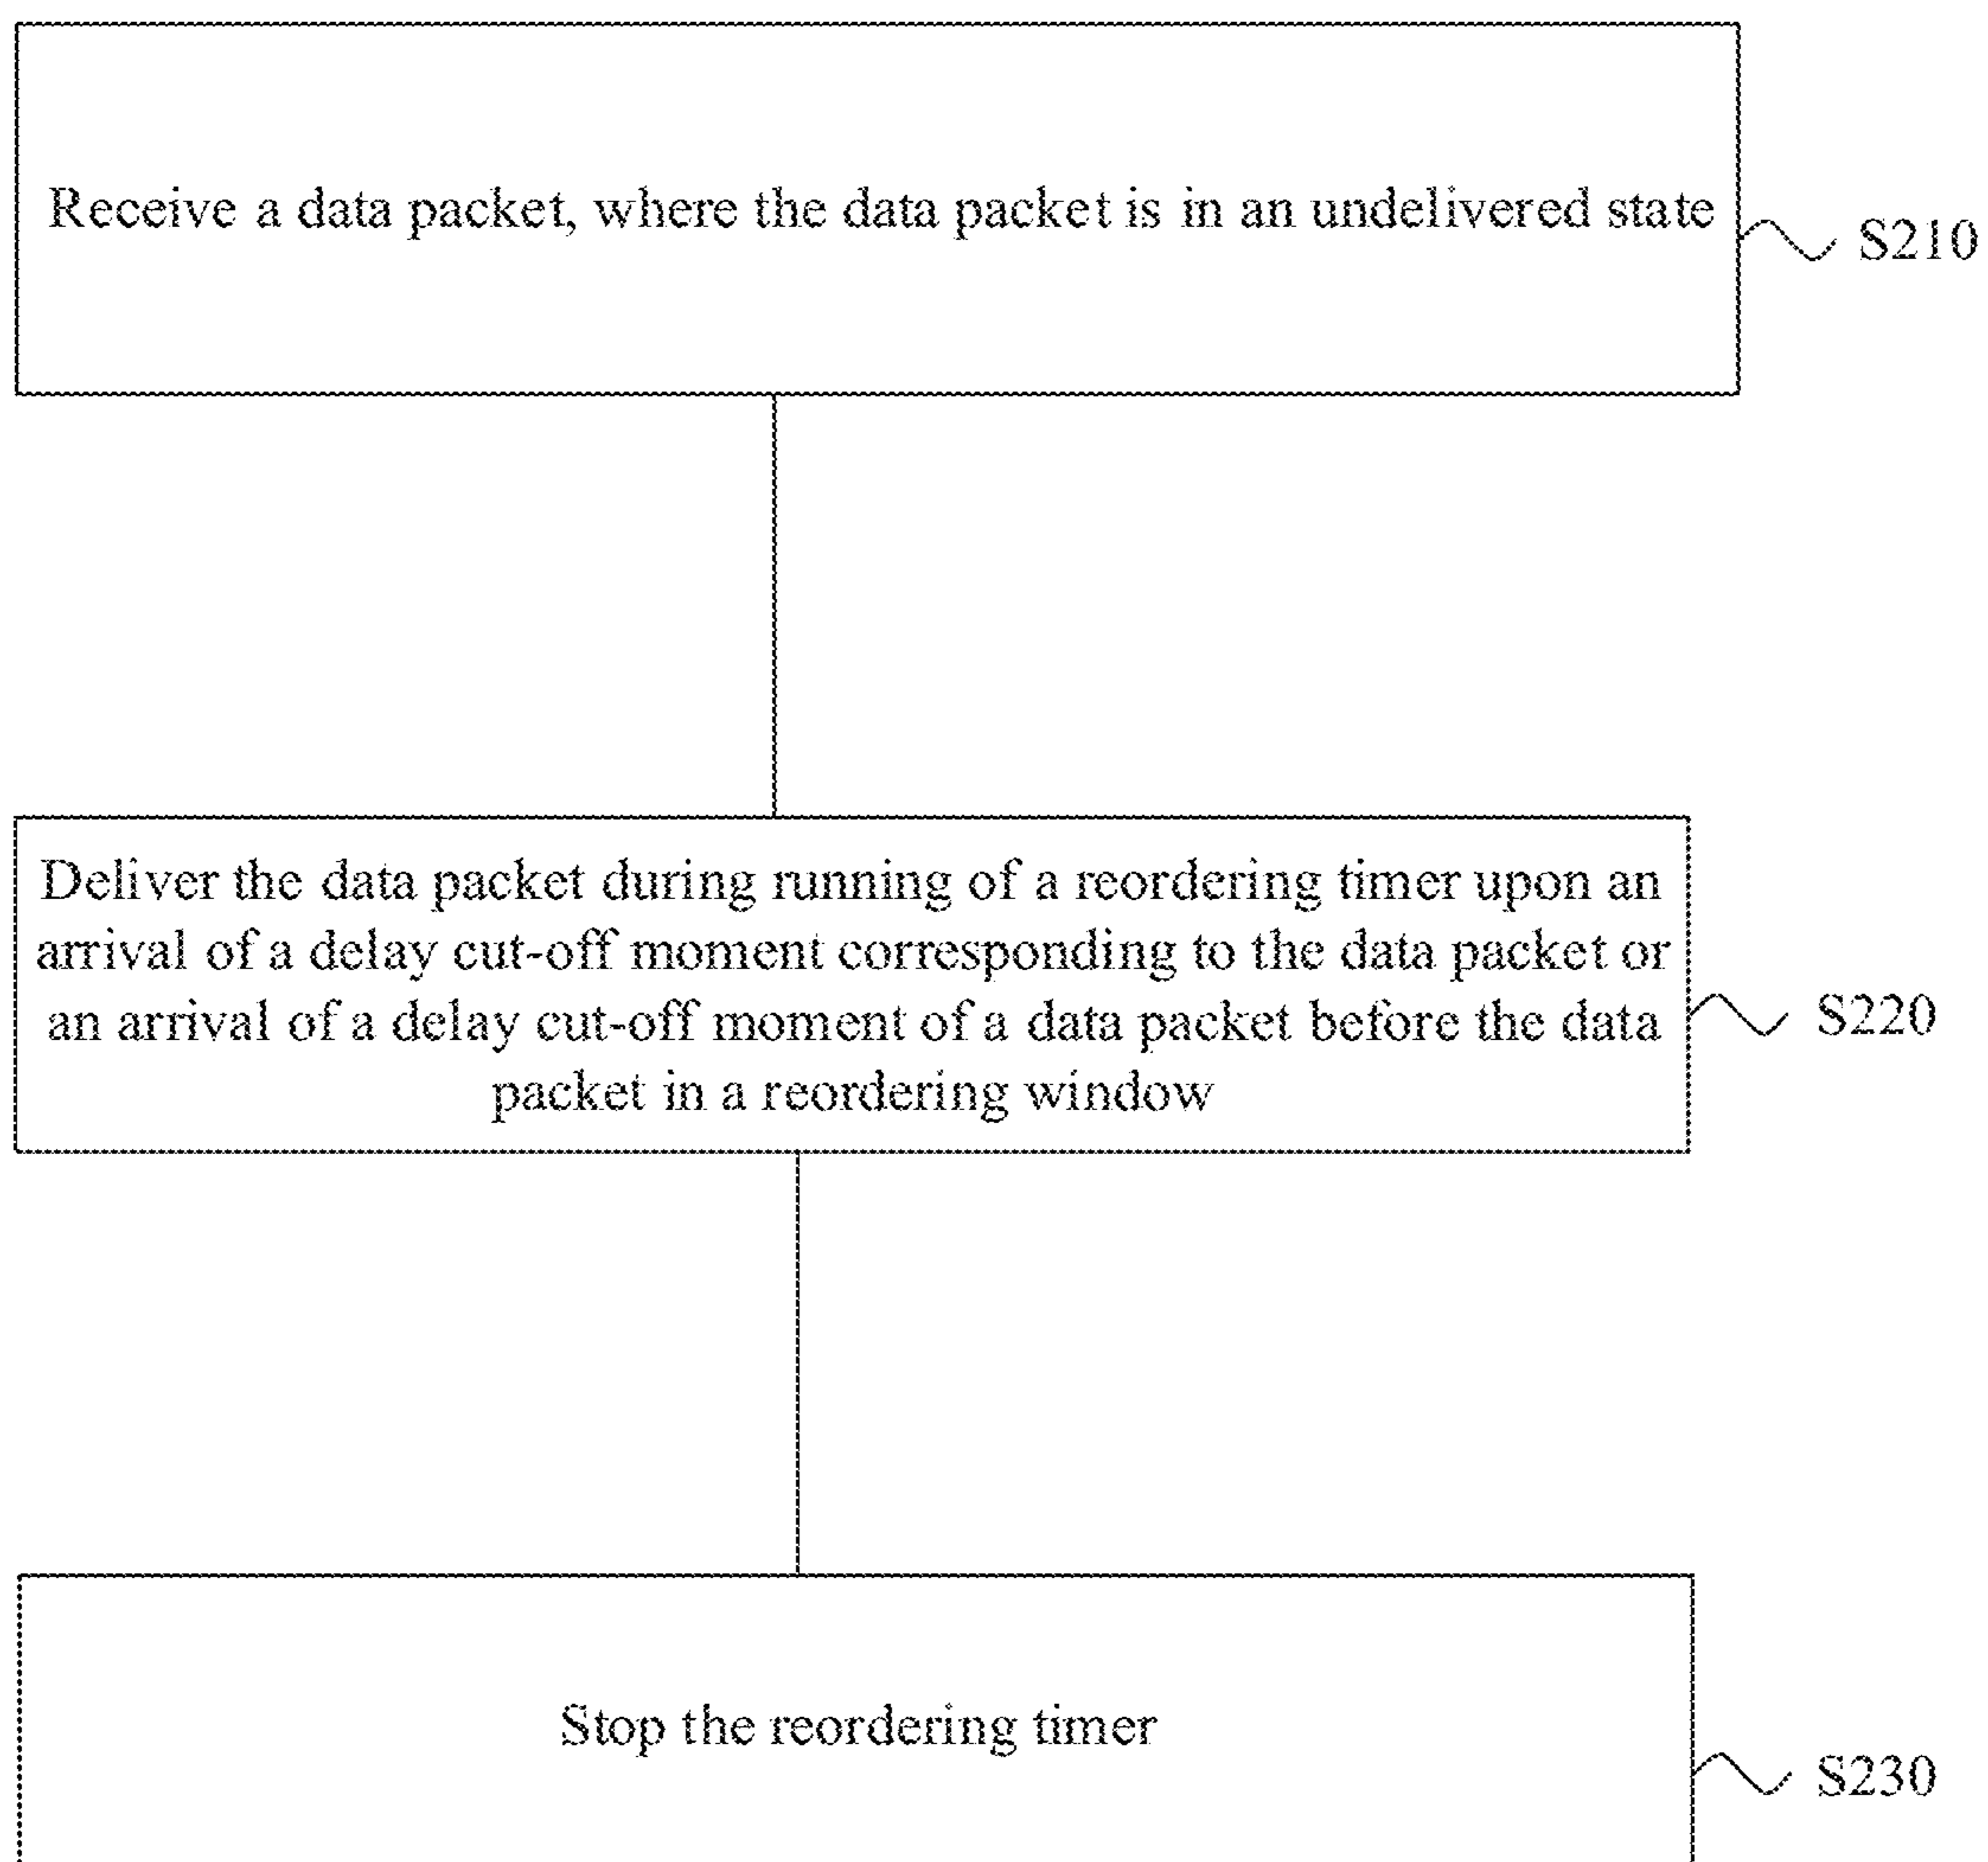 Receive a data packet, where the data packet is in an undelivered state
S210
Deliver the data packet during running of a reordering timer upon an
arrival of a delay cut-off moment corresponding to the data packet or
an arrival of a delay cut-off moment of a data packet before the data
packet in a reordering window
S220
Stop the reordering timer
S230